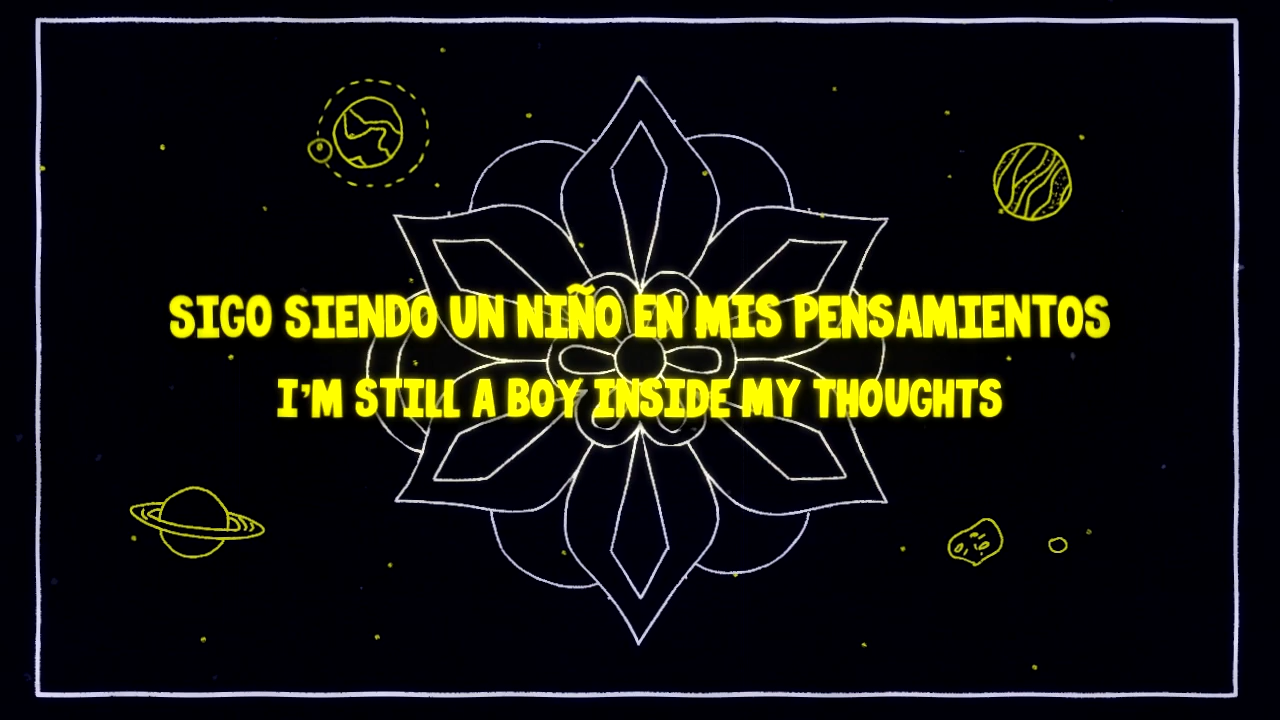 SIGO SIENDO UN NIÑO EN MIS PENSAMIENTOS
I'M STILL A BOY INSIDE MY THOUGHTS